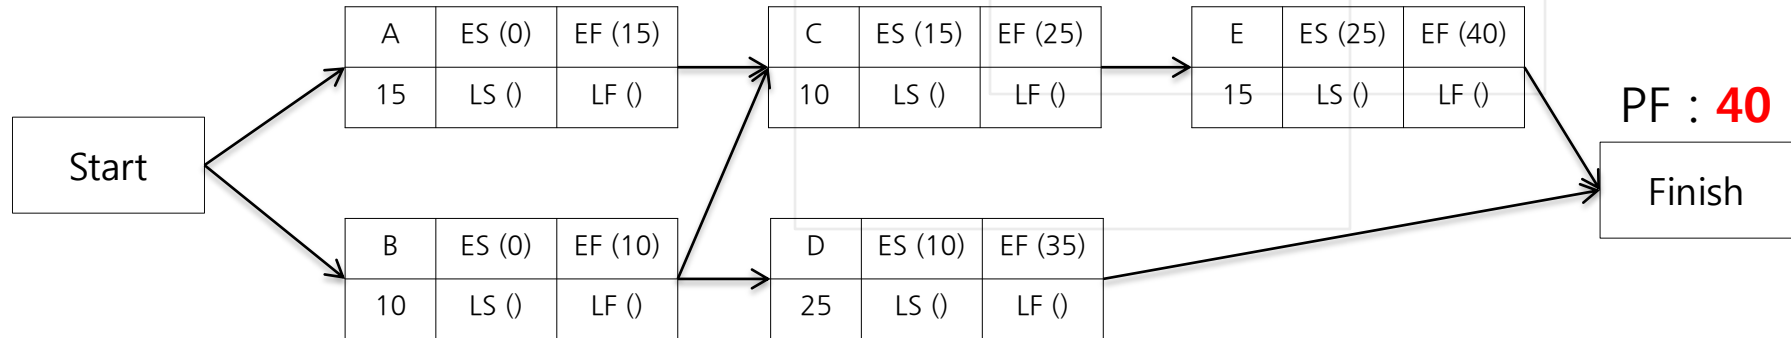 A ES (0) EF (15)
15 LS () LF ()
C ES (15) EF (25)
10 LS () LF ()
E ES (25) EF (40)
15 LS () LF ()
PF : 40
Start
Finish
B ES (0) EF (10)
10 LS () LF ()
D ES (10) EF (35)
25 LS () LF ()